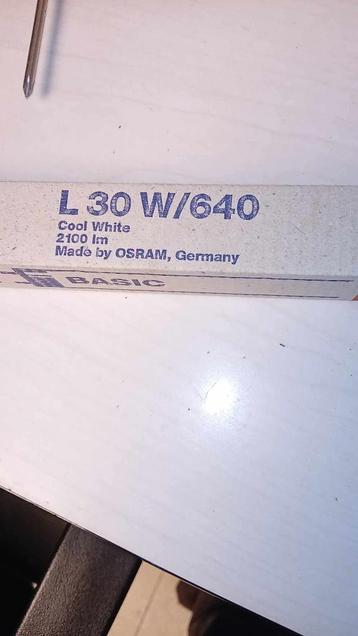 L 30 W/640
Cool White
2100 lm
Made by OSRAM, Germany
BASIC